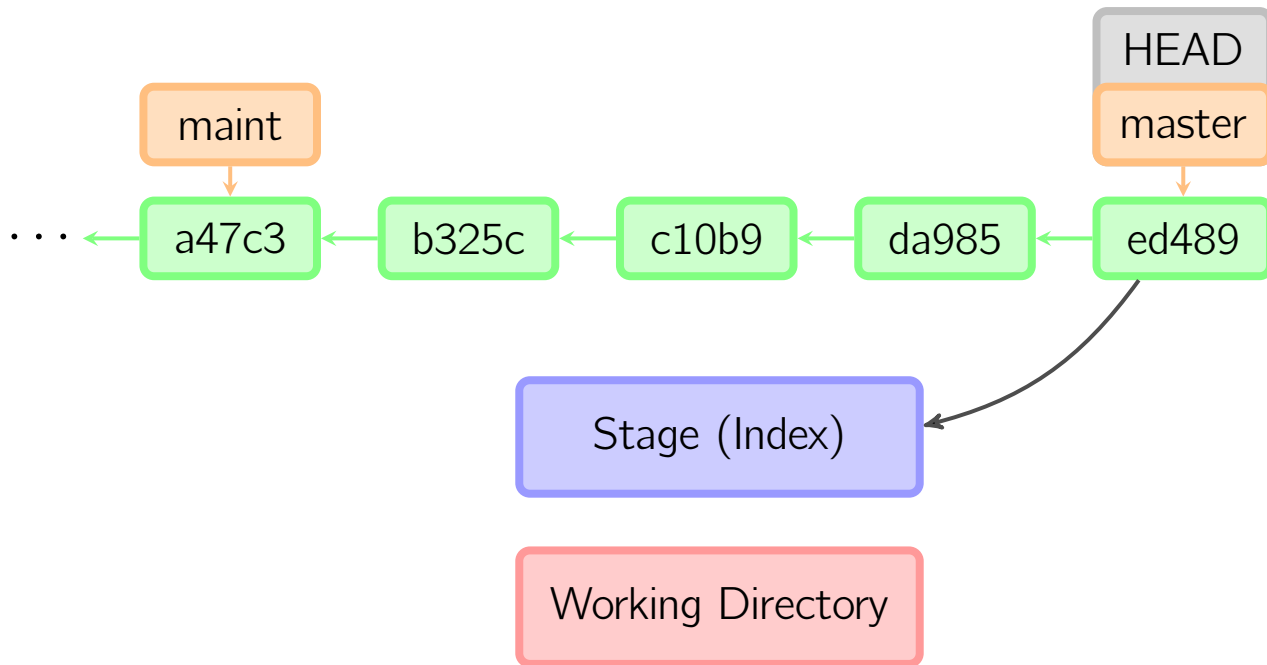 HEAD
maint
master
··· a47c3 b325c c10b9 da985 ed489
Stage (Index)
Working Directory